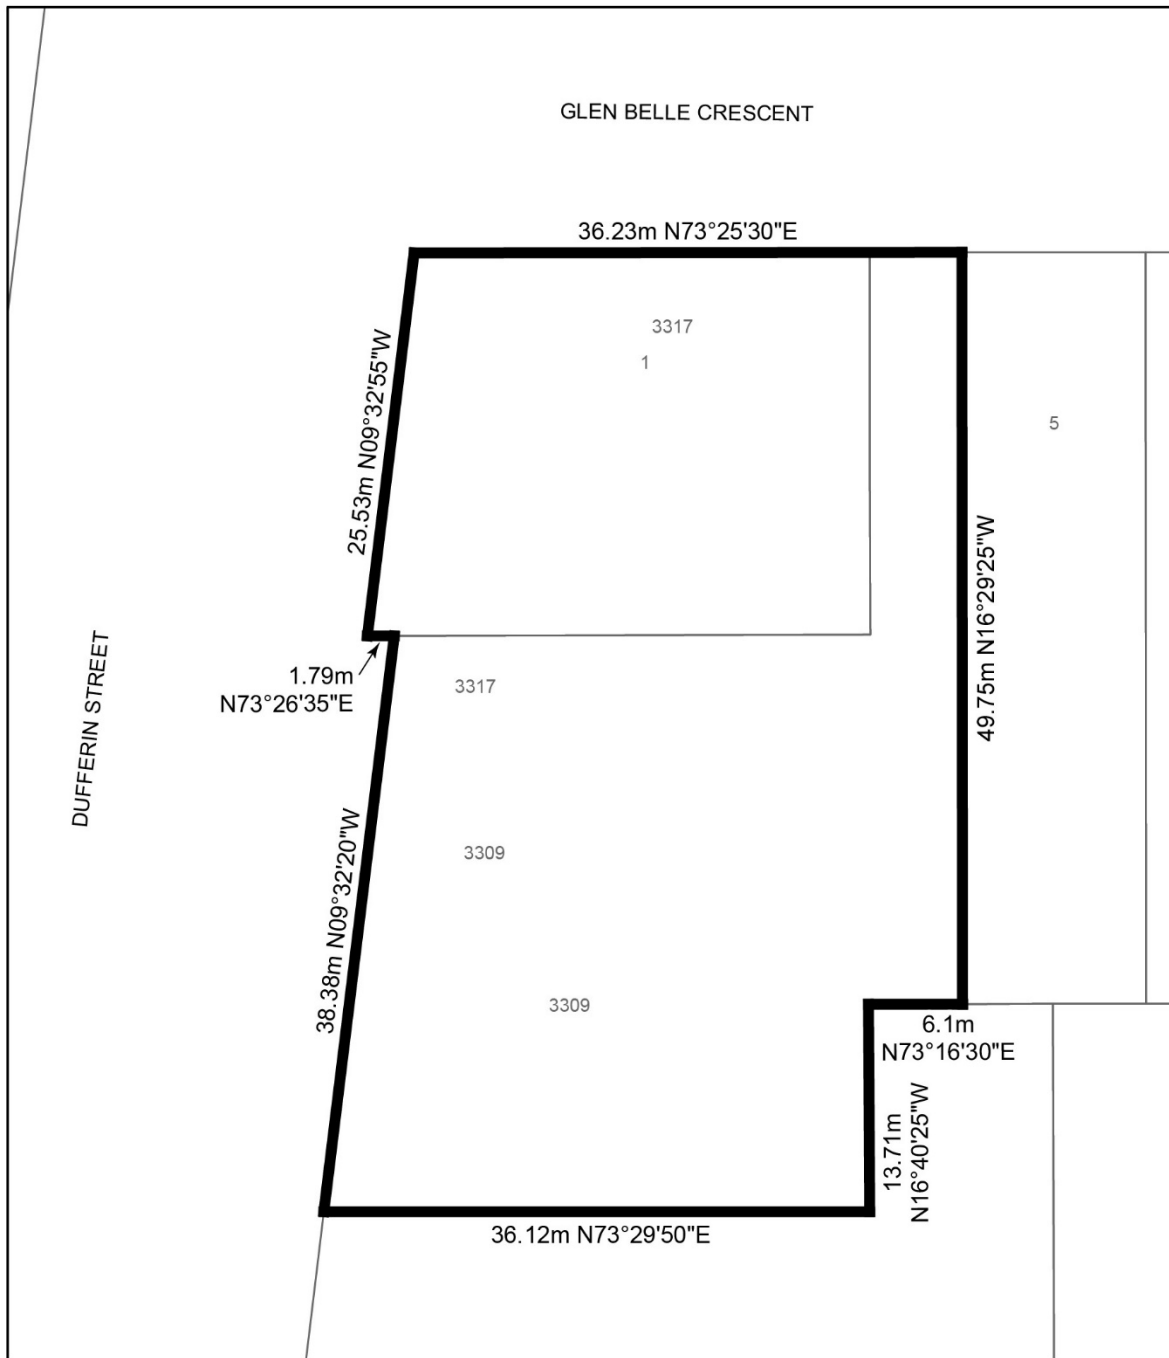 GLEN BELLE CRESCENT
36.23m N73°25'30"E
3317
1
25.53m N09°32'55"W
5
49.75m N16°29'25"W
DUFFERIN STREET
1.79m
N73°26'35"E
3317
38.38m N09°32'20"W
3309
3309
6.1m
N73°16'30"E
13.71m
N16°40'25"W
36.12m N73°29'50"E